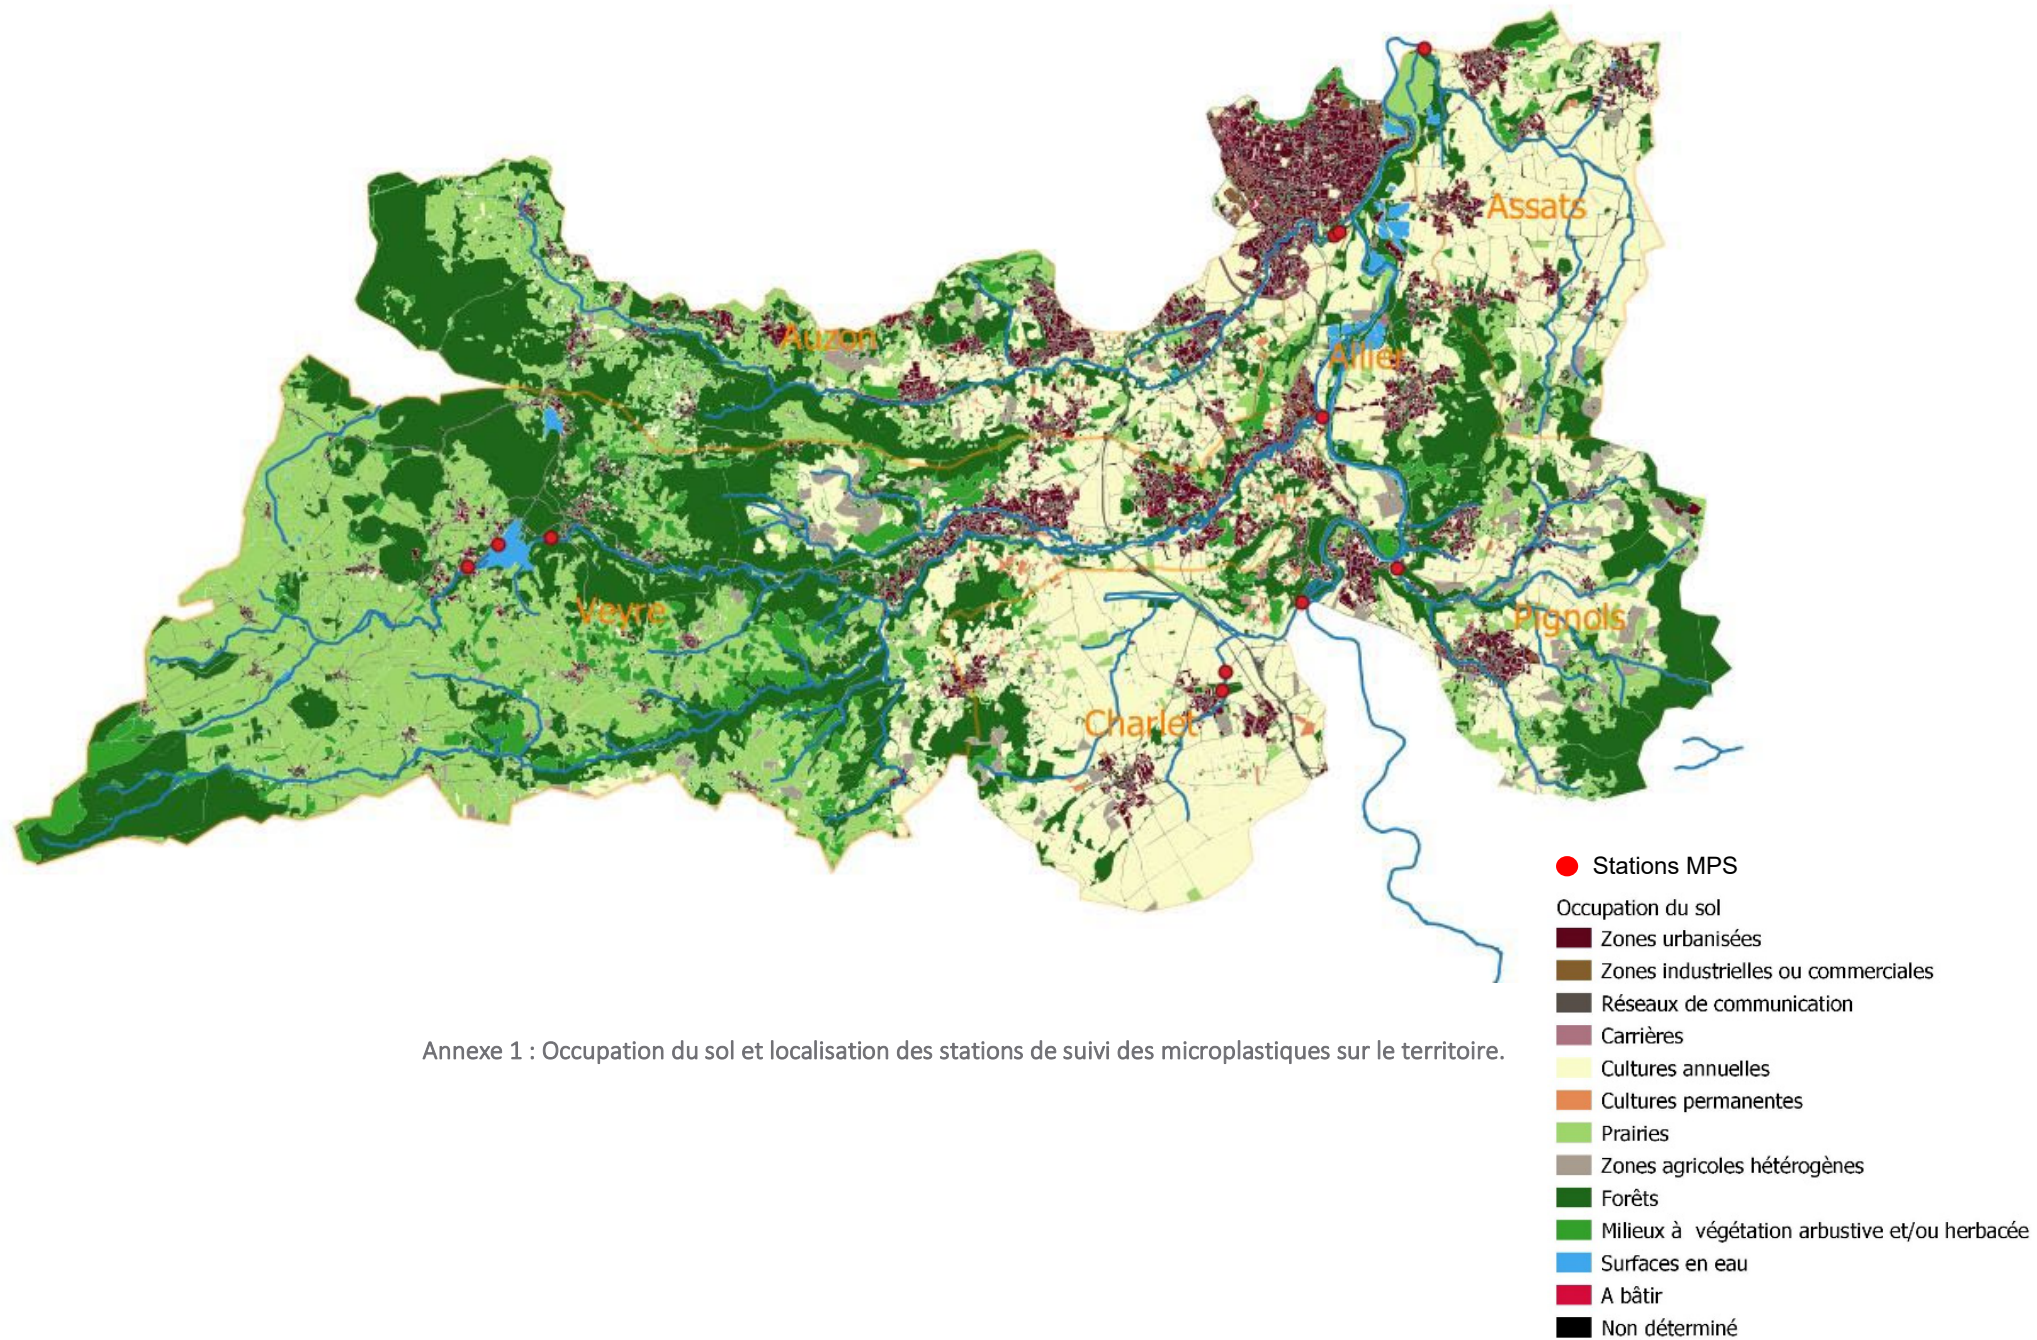 Assats
Auzon
Allier
Veyre
Pignols
Charlet
Stations MPS
Occupation du sol
Zones urbanisées
Zones industrielles ou commerciales
Réseaux de communication
Carrières
Cultures annuelles
Cultures permanentes
Prairies
Zones agricoles hétérogènes
Forêts
Milieux à végétation arbustive et/ou herbacée
Surfaces en eau
A bâtir
Non déterminé
Annexe 1 : Occupation du sol et localisation des stations de suivi des microplastiques sur le territoire.